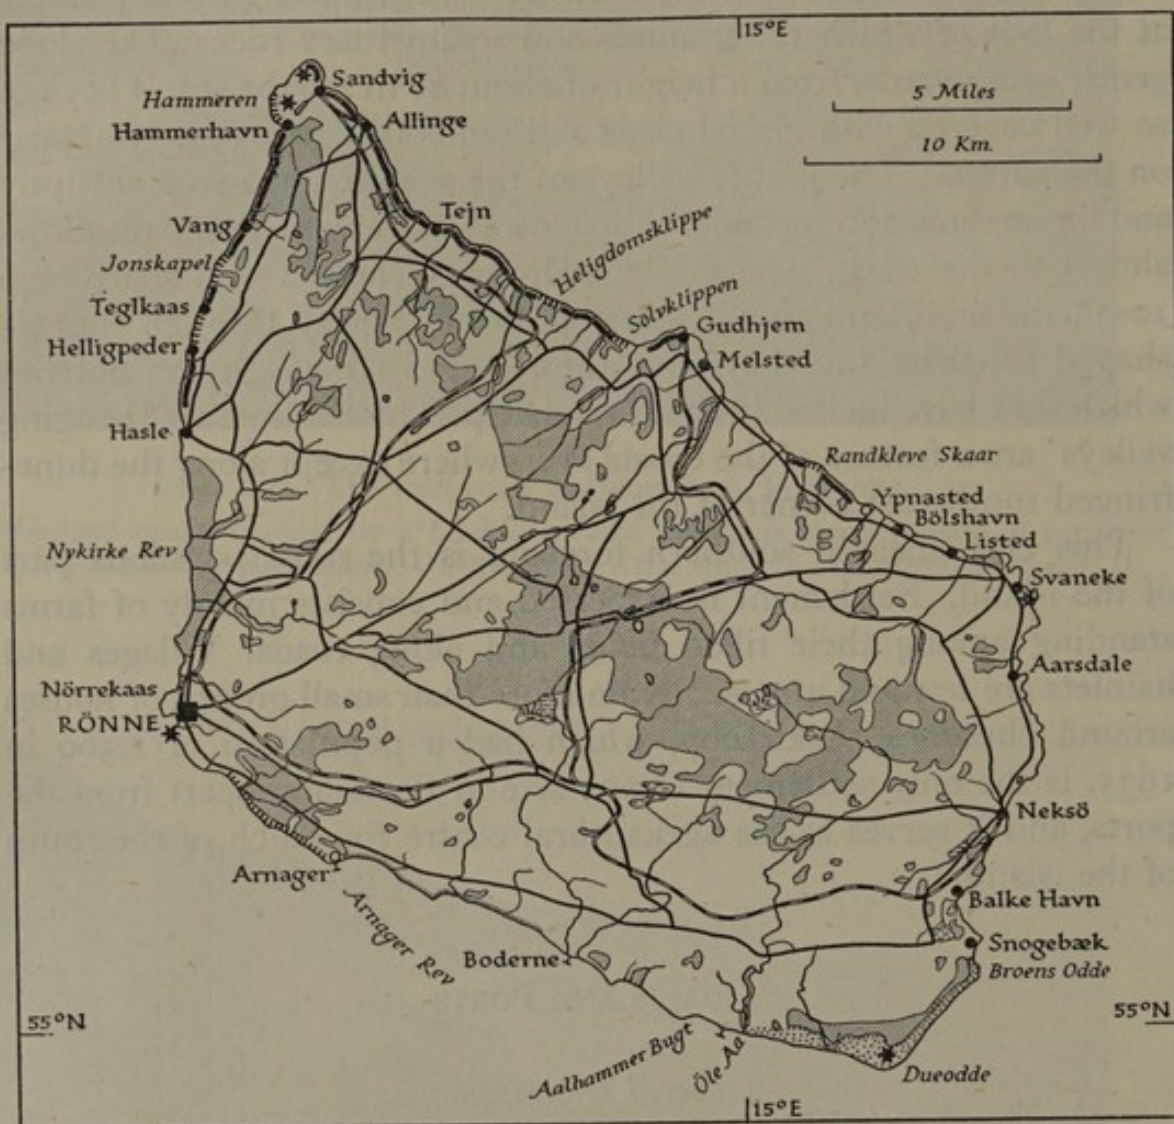 15°E
Sandvig
Hammeren
Hammerhavn
Allinge
5 Miles
10 Km.
Vang
Tejn
Jonskapel
Heligdomsklippe
Teglkaas
Sölvklippen
Helligpeder
Gudhjem
Melsted
Hasle
Randkleve Skaar
Ypnasted
Bölshavn
Nykirke Rev
Listed
Svaneke
Aarsdale
Nörrekaas
RÖNNE
Neksö
Arnager
Balke Havn
Arnager Rev
Snogebæk
Boderne
Broens Odde
55°N
55°N
Aalhammer Bugt
Öle Aa
Dueodde
15°E